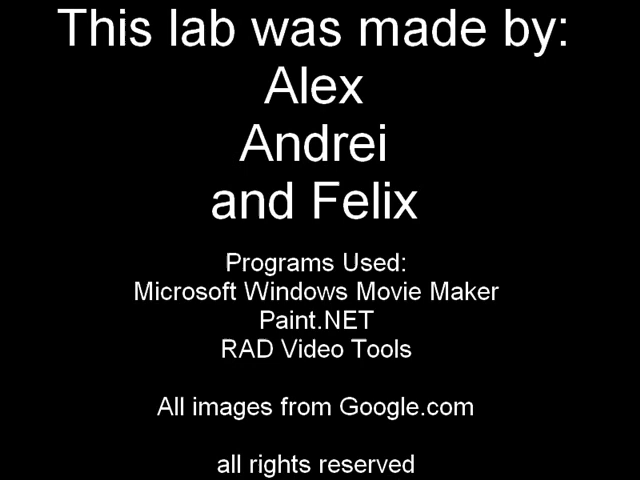 This lab was made by:
Alex
Andrei
and Felix
Programs Used:
Microsoft Windows Movie Maker
Paint.NET
RAD Video Tools
All images from Google.com
all rights reserved